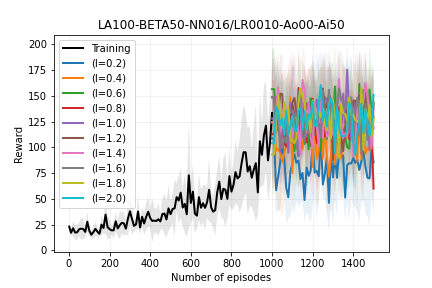 LA100-BETA50-NN016/LR0010-Ao00-Ai50
200
175
150
125
100
75
50
25
0
Reward
Training
(l=0.2)
(l=0.4)
(l=0.6)
(l=0.8)
(l=1.0)
(l=1.2)
(l=1.4)
(l=1.6)
(l=1.8)
(l=2.0)
0 200 400 600 800 1000 1200 1400
Number of episodes